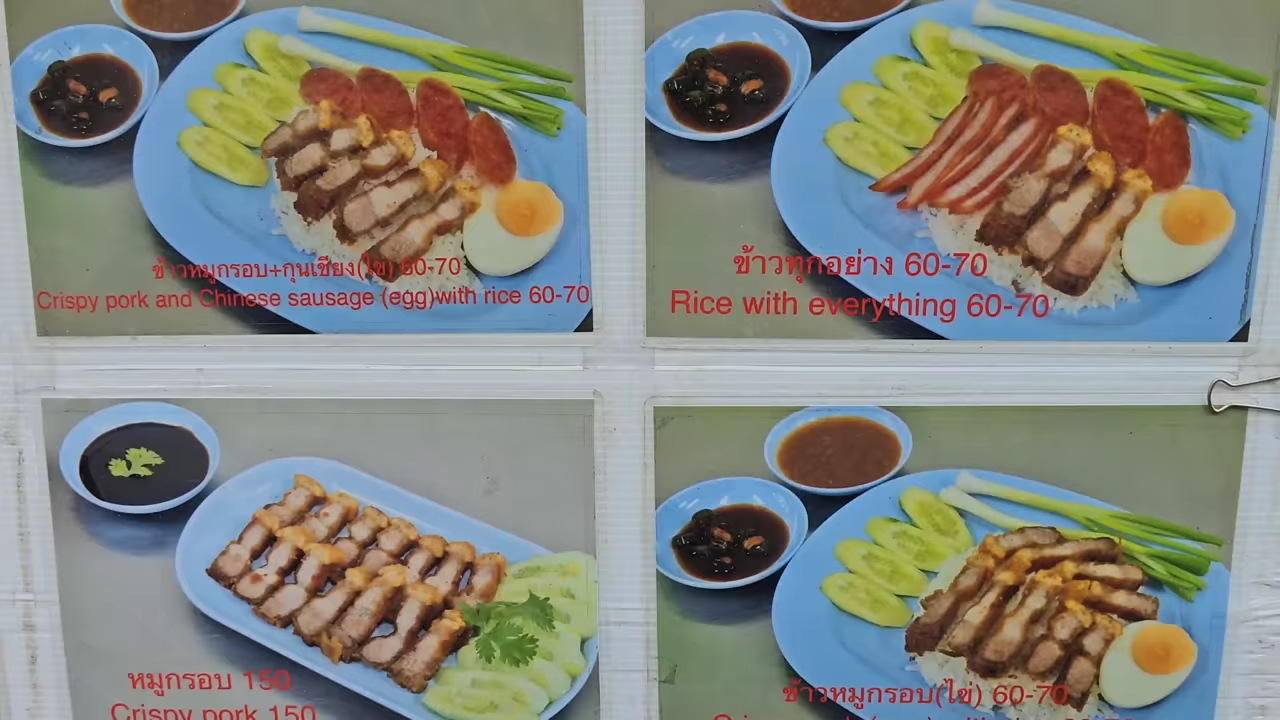 ข้าวหมูกรอบ+กุนเชียง(ไข่) 60-70
Crispy pork and Chinese sausage (egg)with rice 60-70
ข้าวทุกอย่าง 60-70
Rice with everything 60-70
หมูกรอบ 150
Crispy pork 150
ข้าวหมูกรอบ(ไข่) 60-70